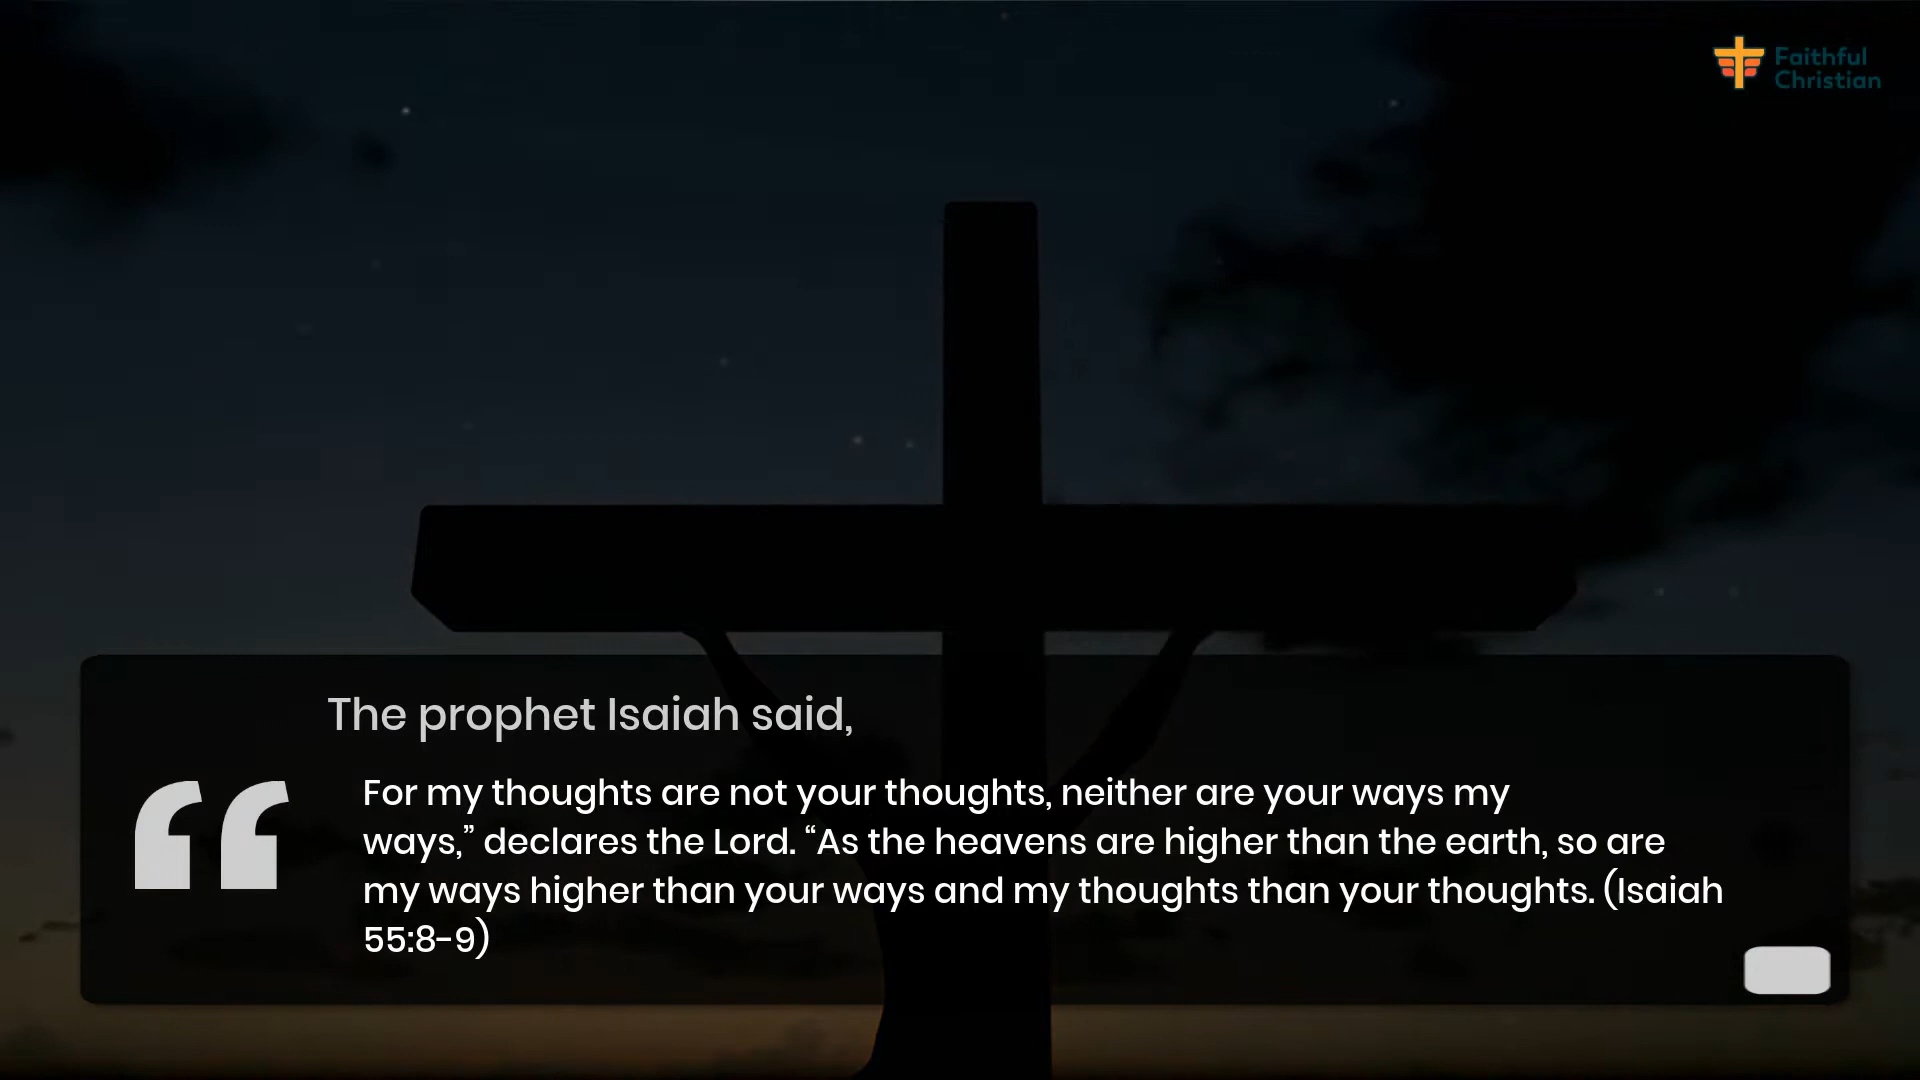 Faithful
Christian
The prophet Isaiah said,
For my thoughts are not your thoughts, neither are your ways my
ways,” declares the Lord. “As the heavens are higher than the earth, so are
my ways higher than your ways and my thoughts than your thoughts. (Isaiah
55:8-9)